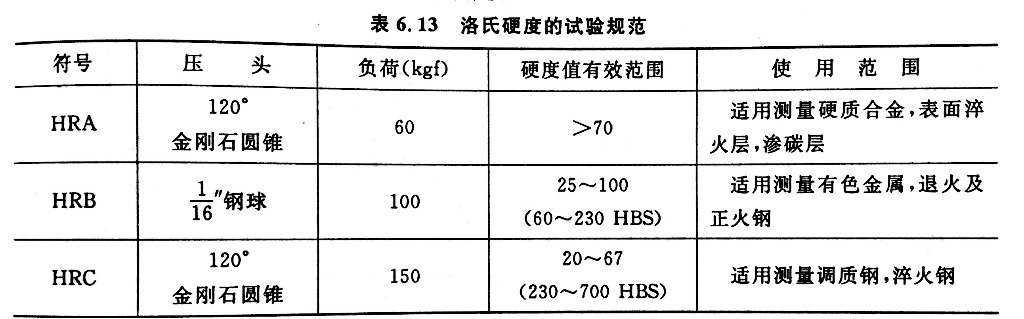 表 6.13 洛氏硬度的试验规范
符号 压 头 负荷(kgf) 硬度值有效范围 使 用 范 围
HRA 120° 金刚石圆锥 60 >70 适用测量硬质合金,表面淬
火层,渗碳层
HRB 1/16″钢球 100 25～100 适用测量有色金属,退火及
(60～230 HBS) 正火钢
HRC 120° 金刚石圆锥 150 20～67 适用测量调质钢,淬火钢
(230～700 HBS)